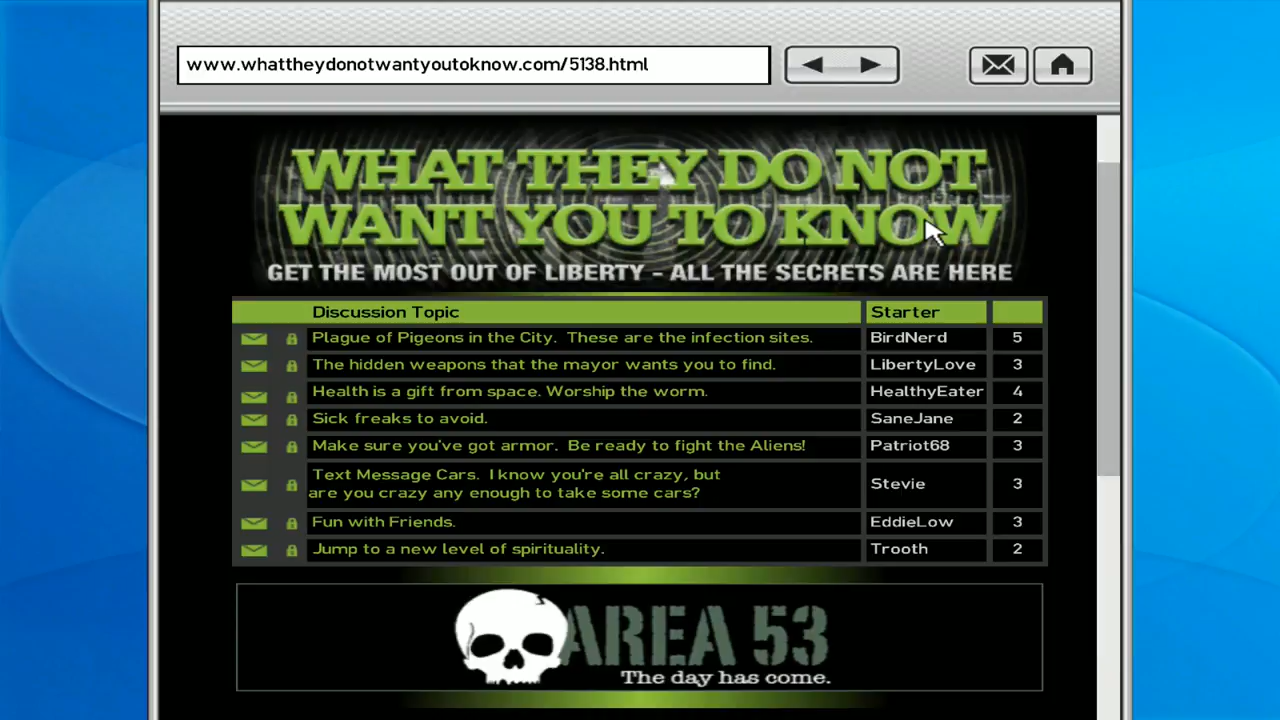 www.whattheydonotwantyoutoknow.com/5138.html
WHAT THEY DO NOT
WANT YOU TO KNOW
GET THE MOST OUT OF LIBERTY - ALL THE SECRETS ARE HERE
Discussion Topic Starter
Plague of Pigeons in the City. These are the infection sites. BirdNerd 5
The hidden weapons that the mayor wants you to find. LibertyLove 3
Health is a gift from space. Worship the worm. HealthyEater 4
Sick freaks to avoid. SaneJane 2
Make sure you've got armor. Be ready to fight the Aliens! Patriot68 3
Text Message Cars. I know you're all crazy, but
are you crazy any enough to take some cars? Stevie 3
Fun with Friends. EddieLow 3
Jump to a new level of spirituality. Trooth 2
AREA 53
The day has come.